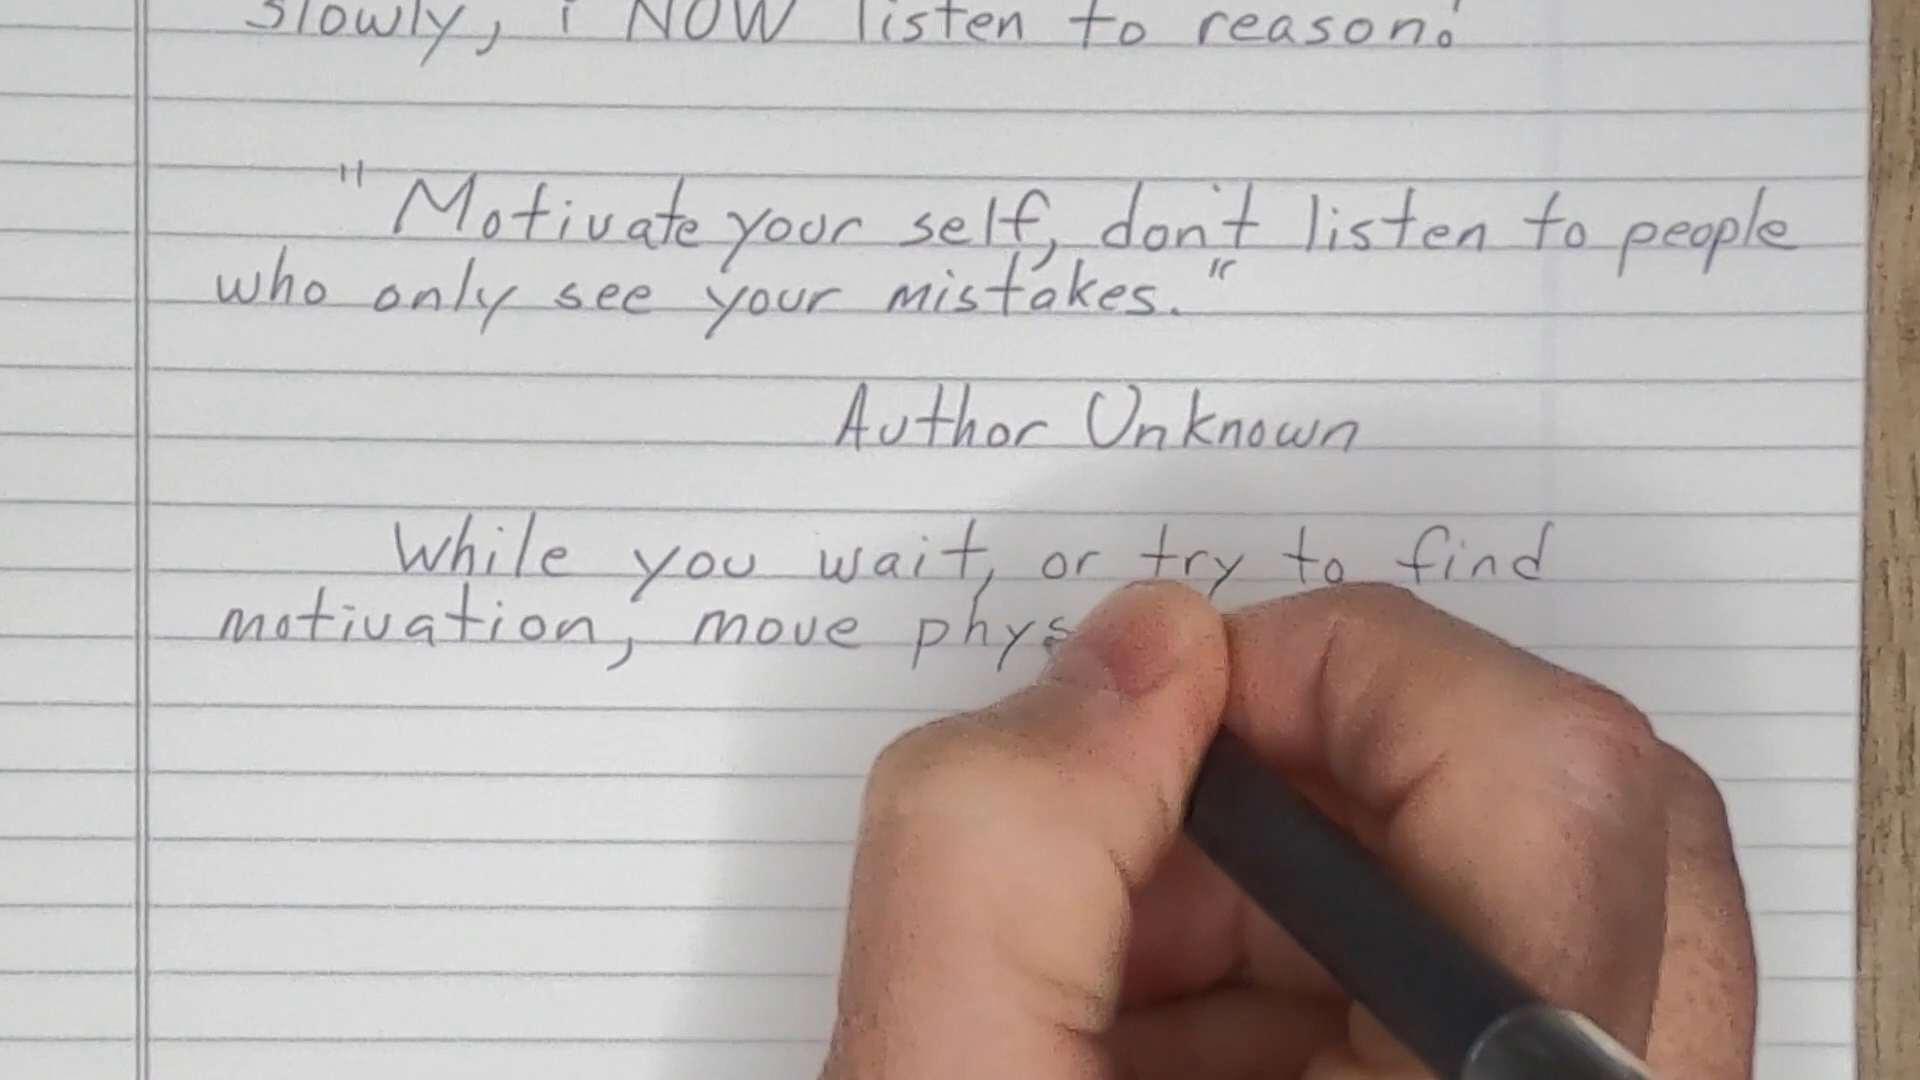 slowly, i NOW listen to reason!
"Motivate your self, don't listen to people
who only see your mistakes."
Author Unknown
While you wait, or try to find
motivation, move phys